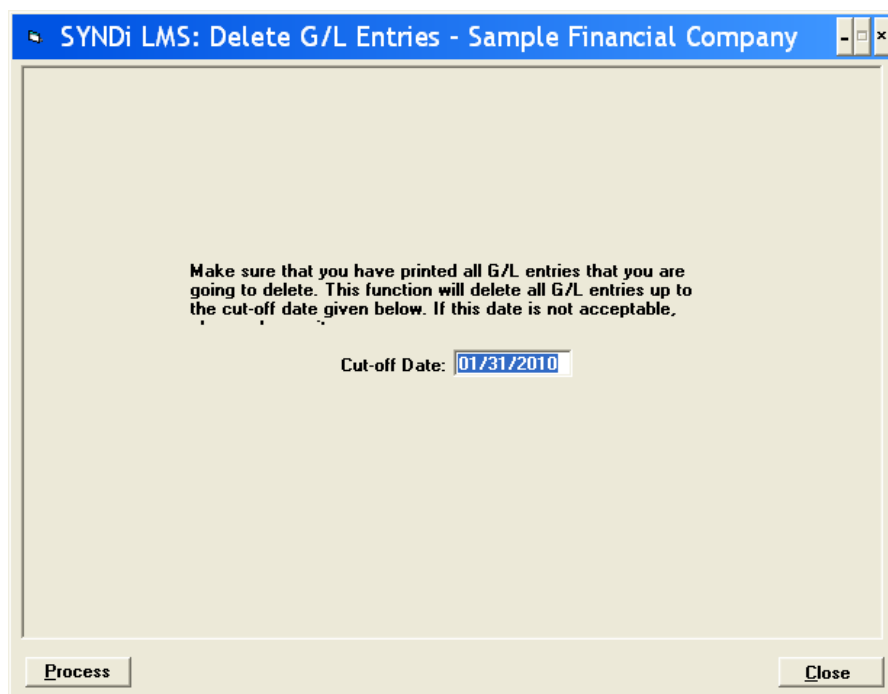 SYNDi LMS: Delete G/L Entries - Sample Financial Company
Make sure that you have printed all G/L entries that you are
going to delete. This function will delete all G/L entries up to
the cut-off date given below. If this date is not acceptable,
Cut-off Date: 01/31/2010
Process
Close